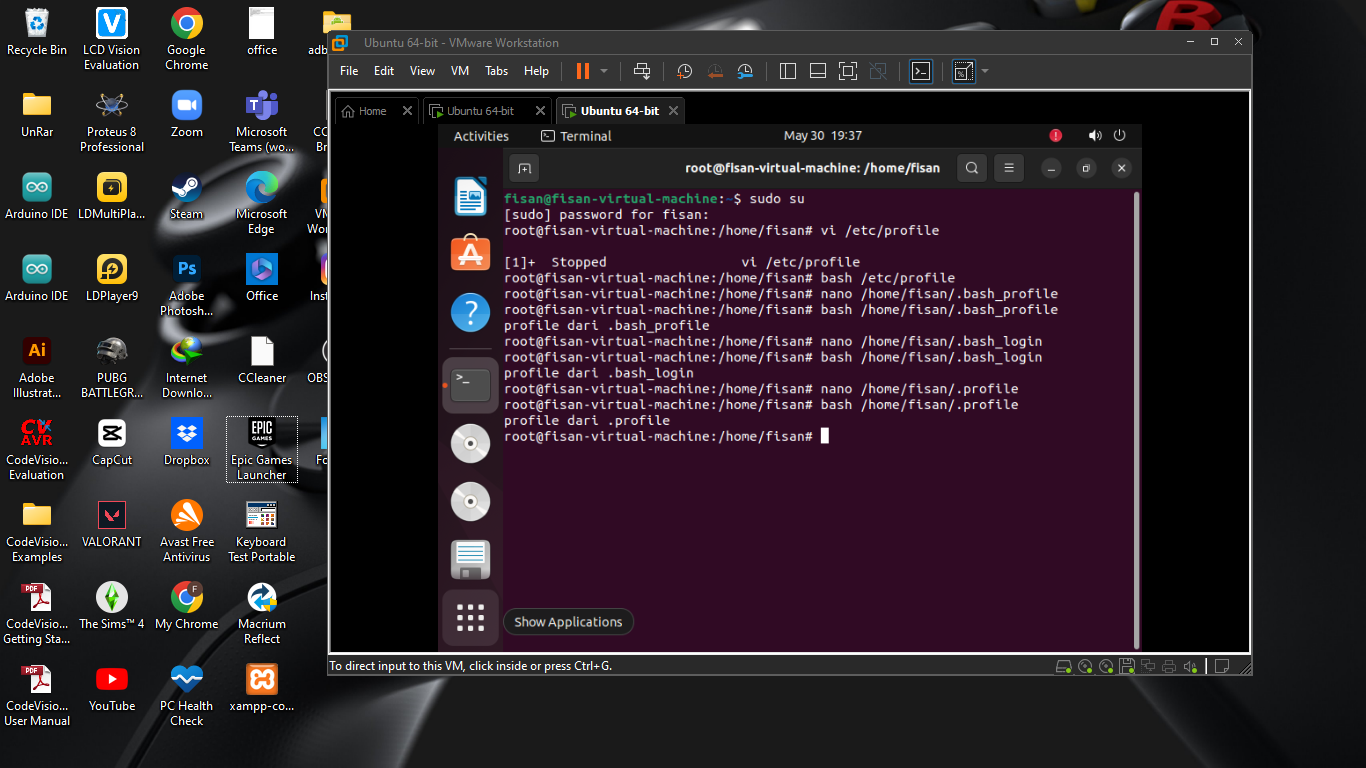 Recycle Bin
LCD Vision
Evaluation
Google
Chrome
office
adb
UnRar
Proteus 8
Professional
Zoom
Microsoft
Teams (wo...
Arduino IDE
LDMultiPla...
Steam
Microsoft
Edge
Arduino IDE
LDPlayer9
Adobe
Photosh...
Office
Adobe
Illustrat...
PUBG
BATTLEGR...
Internet
Downlo...
CCleaner
OBS
CodeVisio...
Evaluation
CapCut
Dropbox
Epic Games
Launcher
CodeVisio...
Examples
VALORANT
Avast Free
Antivirus
Keyboard
Test Portable
CodeVisio...
Getting Sta...
The Sims™ 4
My Chrome
Macrium
Reflect
CodeVisio...
User Manual
YouTube
PC Health
Check
xampp-co...
Ubuntu 64-bit - VMware Workstation
File Edit View VM Tabs Help
Home Ubuntu 64-bit Ubuntu 64-bit
Activities Terminal May 30 19:37
root@fisan-virtual-machine: /home/fisan
fisan@fisan-virtual-machine:~$ sudo su
[sudo] password for fisan:
root@fisan-virtual-machine:/home/fisan# vi /etc/profile
[1]+ Stopped vi /etc/profile
root@fisan-virtual-machine:/home/fisan# bash /etc/profile
root@fisan-virtual-machine:/home/fisan# nano /home/fisan/.bash_profile
root@fisan-virtual-machine:/home/fisan# bash /home/fisan/.bash_profile
profile dari .bash_profile
root@fisan-virtual-machine:/home/fisan# nano /home/fisan/.bash_login
root@fisan-virtual-machine:/home/fisan# bash /home/fisan/.bash_login
profile dari .bash_login
root@fisan-virtual-machine:/home/fisan# nano /home/fisan/.profile
root@fisan-virtual-machine:/home/fisan# bash /home/fisan/.profile
profile dari .profile
root@fisan-virtual-machine:/home/fisan#
Show Applications
To direct input to this VM, click inside or press Ctrl+G.